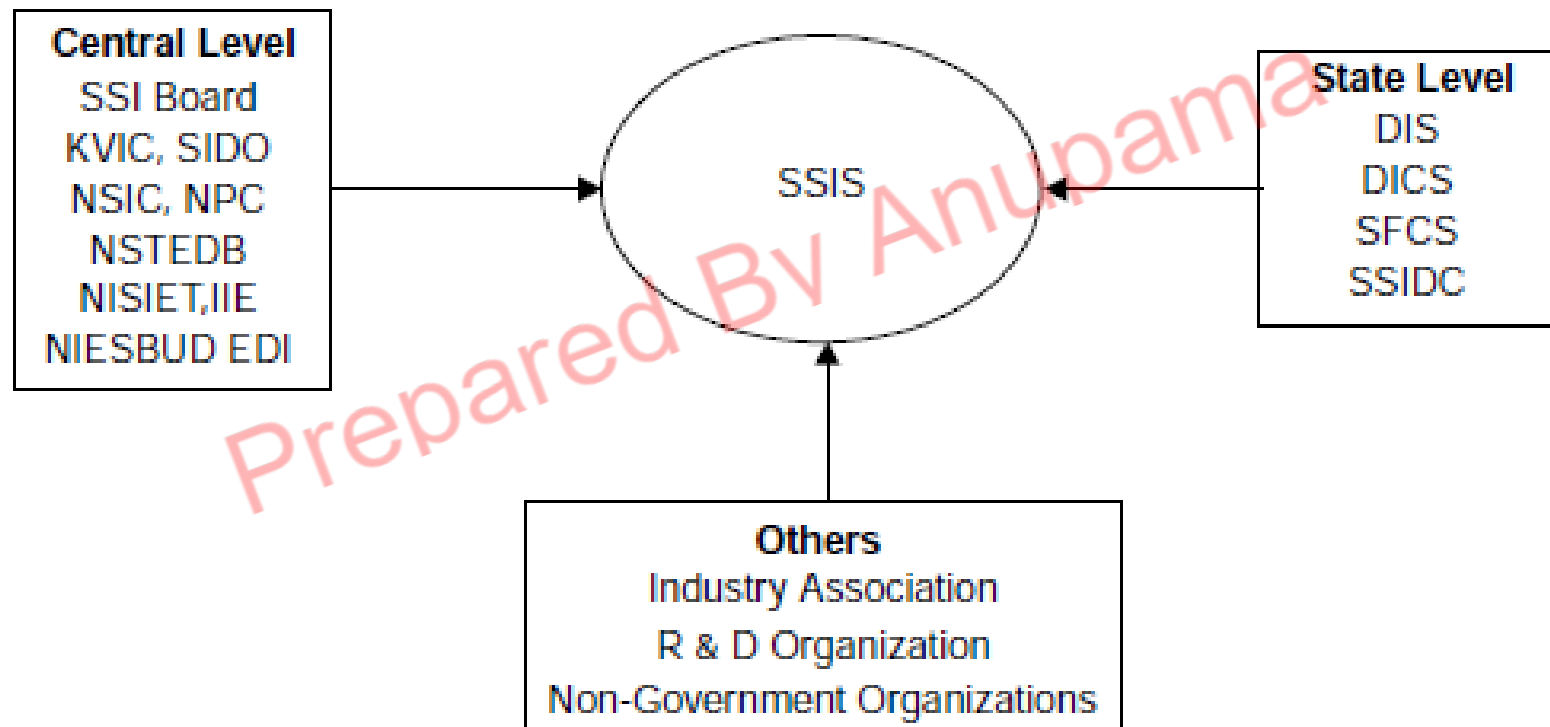 Central Level
SSI Board
KVIC, SIDO
NSIC, NPC
NSTEDB
NISIET,IIE
NIESBUD EDI
SSIS
State Level
DIS
DICS
SFCS
SSIDC
Others
Industry Association
R & D Organization
Non-Government Organizations
Prepared By Anupama